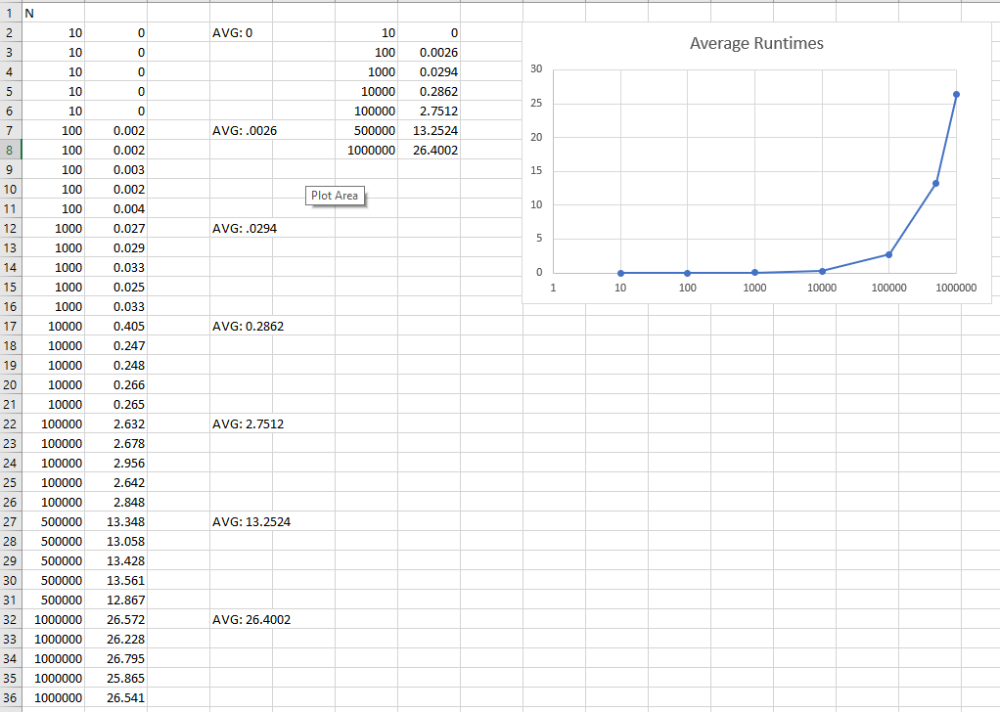 1 N
2 10 0 AVG: 0 10 0
3 10 0 100 0.0026
4 10 0 1000 0.0294
5 10 0 10000 0.2862
6 10 0 100000 2.7512
7 100 0.002 AVG: .0026 500000 13.2524
8 100 0.002 1000000 26.4002
9 100 0.003
10 100 0.002
11 100 0.004
12 1000 0.027 AVG: .0294
13 1000 0.029
14 1000 0.033
15 1000 0.025
16 1000 0.033
17 10000 0.405 AVG: 0.2862
18 10000 0.247
19 10000 0.248
20 10000 0.266
21 10000 0.265
22 100000 2.632 AVG: 2.7512
23 100000 2.678
24 100000 2.956
25 100000 2.642
26 100000 2.848
27 500000 13.348 AVG: 13.2524
28 500000 13.058
29 500000 13.428
30 500000 13.561
31 500000 12.867
32 1000000 26.572 AVG: 26.4002
33 1000000 26.228
34 1000000 26.795
35 1000000 25.865
36 1000000 26.541
Plot Area
Average Runtimes
30
25
20
15
10
5
0
1 10 100 1000 10000 100000 1000000